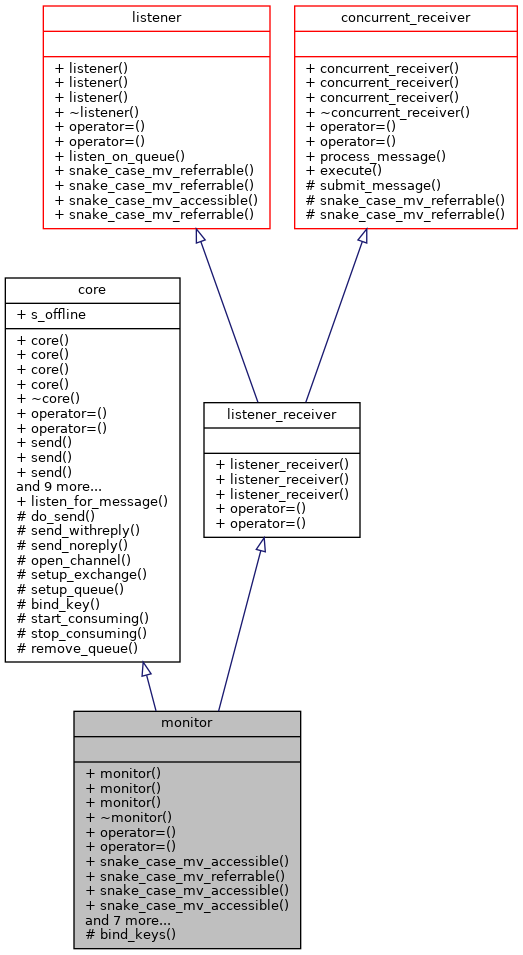 listener
+ listener()
+ listener()
+ listener()
+ ~listener()
+ operator=()
+ operator=()
+ listen_on_queue()
+ snake_case_mv_referrable()
+ snake_case_mv_referrable()
+ snake_case_mv_accessible()
+ snake_case_mv_referrable()
concurrent_receiver
+ concurrent_receiver()
+ concurrent_receiver()
+ concurrent_receiver()
+ ~concurrent_receiver()
+ operator=()
+ operator=()
+ process_message()
+ execute()
# submit_message()
# snake_case_mv_referrable()
# snake_case_mv_referrable()
core
+ s_offline
+ core()
+ core()
+ core()
+ core()
+ ~core()
+ operator=()
+ operator=()
+ send()
+ send()
+ send()
and 9 more...
+ listen_for_message()
# do_send()
# send_withreply()
# send_noreply()
# open_channel()
# setup_exchange()
# setup_queue()
# bind_key()
# start_consuming()
# stop_consuming()
# remove_queue()
listener_receiver
+ listener_receiver()
+ listener_receiver()
+ listener_receiver()
+ operator=()
+ operator=()
monitor
+ monitor()
+ monitor()
+ monitor()
+ ~monitor()
+ operator=()
+ operator=()
+ snake_case_mv_accessible()
+ snake_case_mv_referrable()
+ snake_case_mv_accessible()
+ snake_case_mv_accessible()
and 7 more...
# bind_keys()